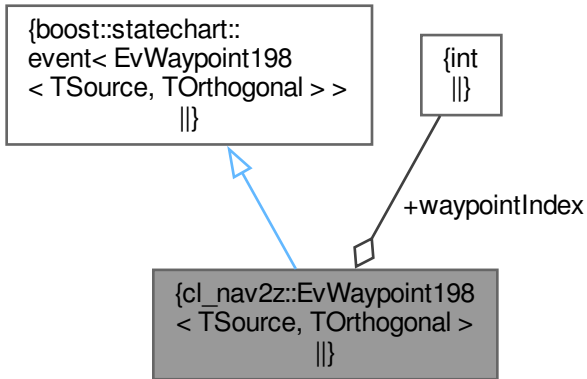 {boost::statechart::
event< EvWaypoint198
< TSource, TOrthogonal > >
||}
{int
||}
+waypointIndex
{cl_nav2z::EvWaypoint198
< TSource, TOrthogonal >
||}